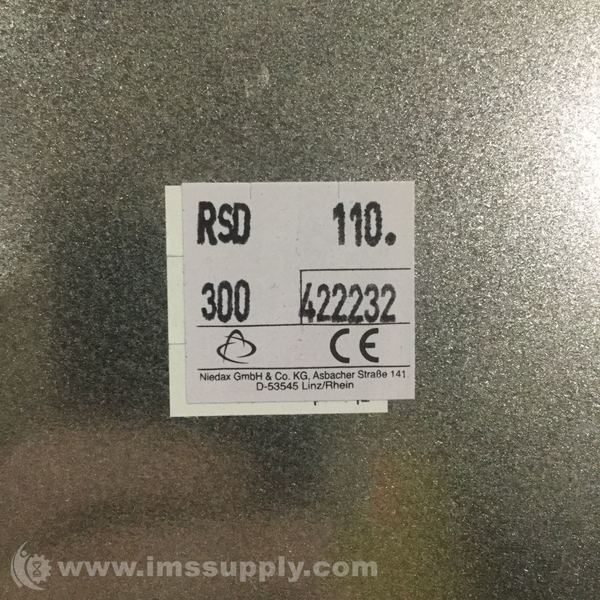 RSD 110.
300 422232
CE
Niedax GmbH & Co. KG, Asbacher Straße 141
D-53545 Linz/Rhein
www.imssupply.com